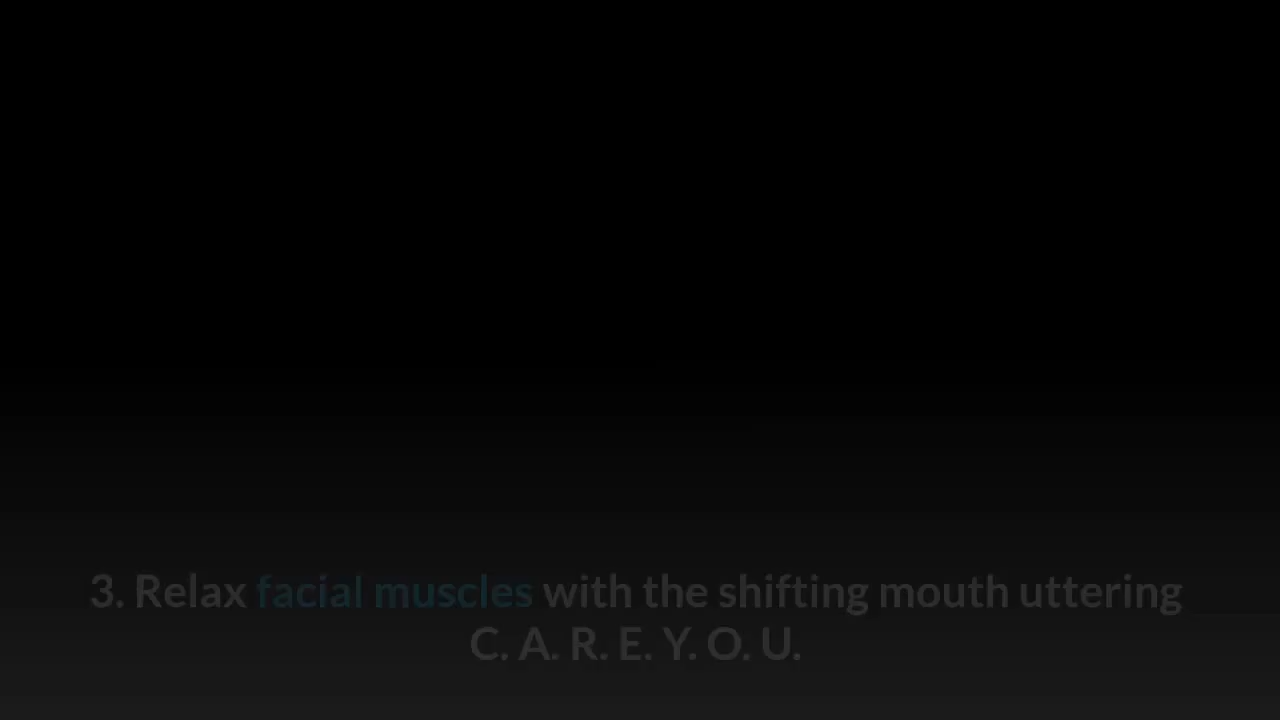 3. Relax facial muscles with the shifting mouth uttering
C. A. R. E. Y. O. U.